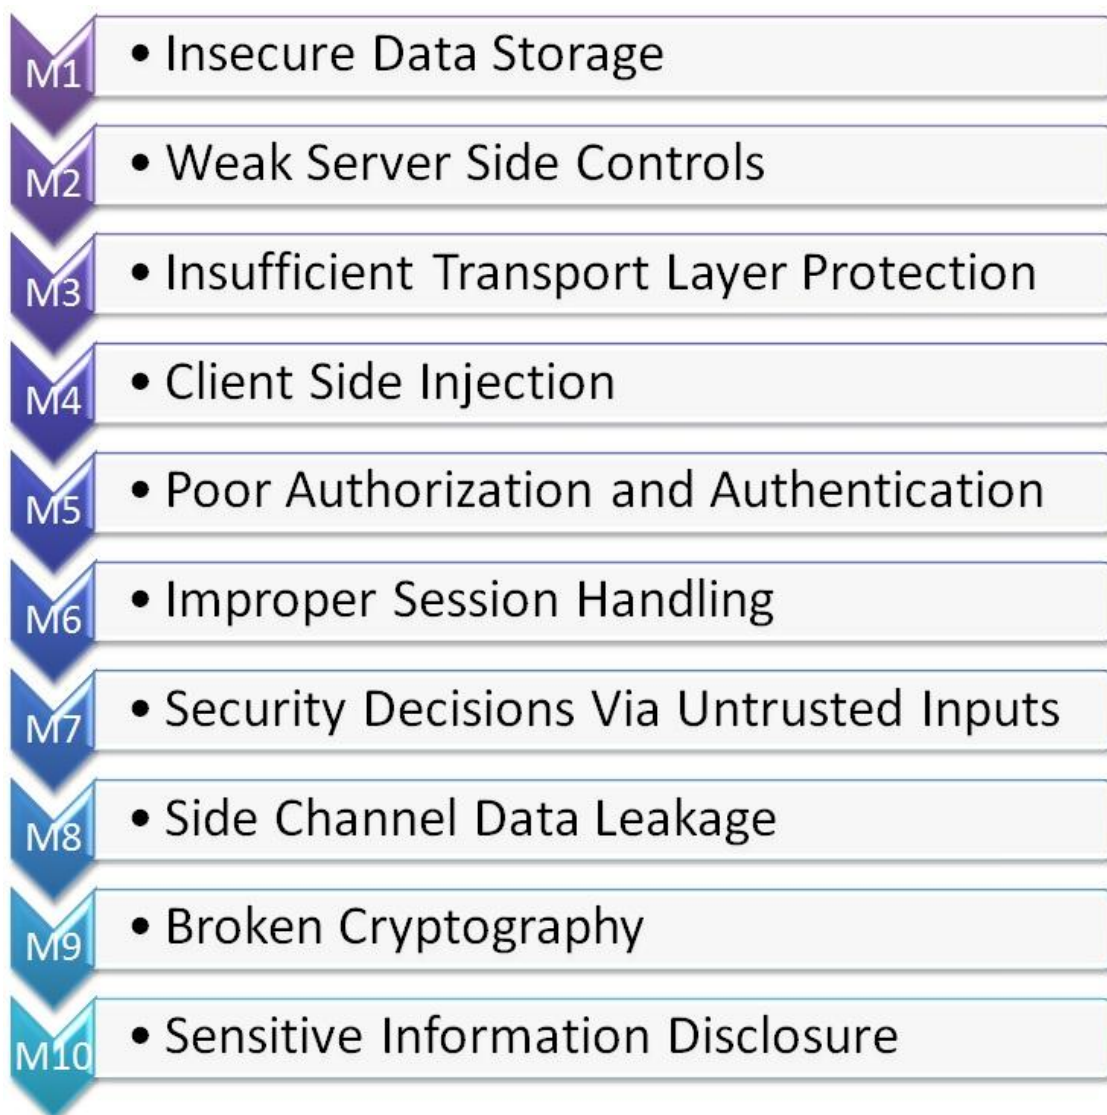 M1 • Insecure Data Storage
M2 • Weak Server Side Controls
M3 • Insufficient Transport Layer Protection
M4 • Client Side Injection
M5 • Poor Authorization and Authentication
M6 • Improper Session Handling
M7 • Security Decisions Via Untrusted Inputs
M8 • Side Channel Data Leakage
M9 • Broken Cryptography
M10 • Sensitive Information Disclosure